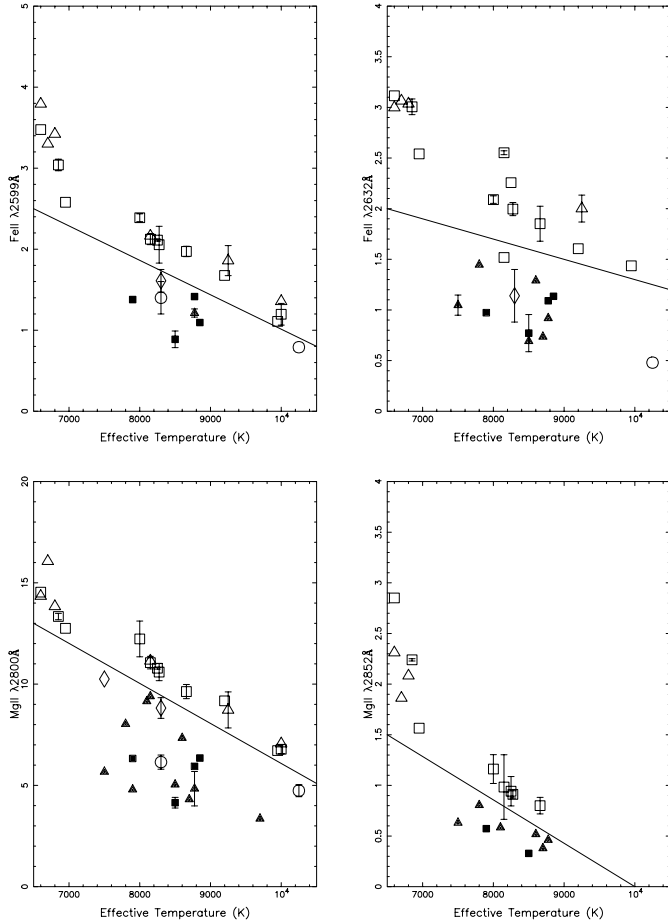 5
4
3
2
1
0
FeII λ2599Å
7000 8000 9000 10⁴
Effective Temperature (K)
4
3.5
3
2.5
2
1.5
1
0.5
0
FeII λ2632Å
7000 8000 9000 10⁴
Effective Temperature (K)
20
15
10
5
0
MgII λ2800Å
7000 8000 9000 10⁴
Effective Temperature (K)
4
3.5
3
2.5
2
1.5
1
0.5
0
MgII λ2852Å
7000 8000 9000 10⁴
Effective Temperature (K)